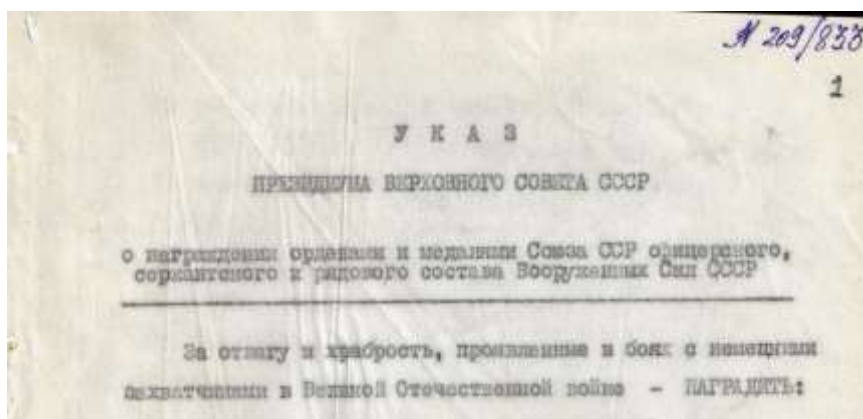 № 209/833
1
У К А З
ПРЕЗИДИУМА ВЕРХОВНОГО СОВЕТА СССР
о награждении орденами и медалями Союза ССР офицерского,
сержантского и рядового состава Вооруженных Сил СССР
За отвагу и храбрость, проявленные в боях с немецкими
захватчиками в Великой Отечественной войне - НАГРАДИТЬ: